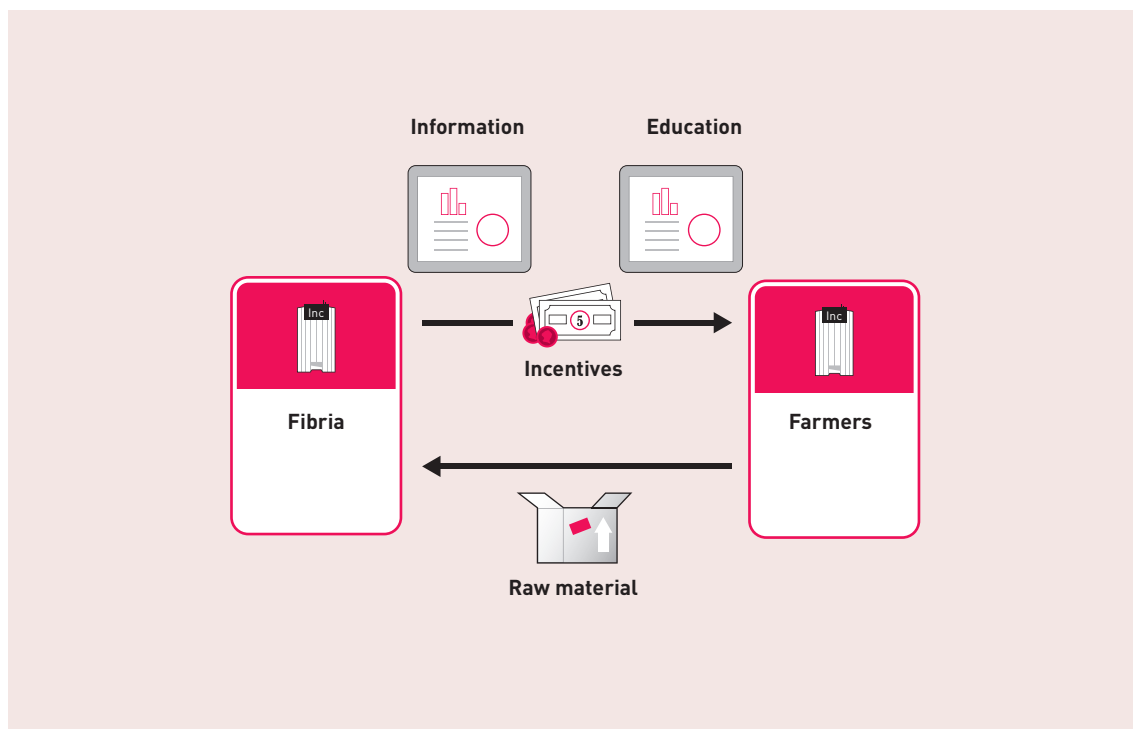 Information
Education
Inc
5
Inc
Incentives
Fibria
Farmers
Raw material